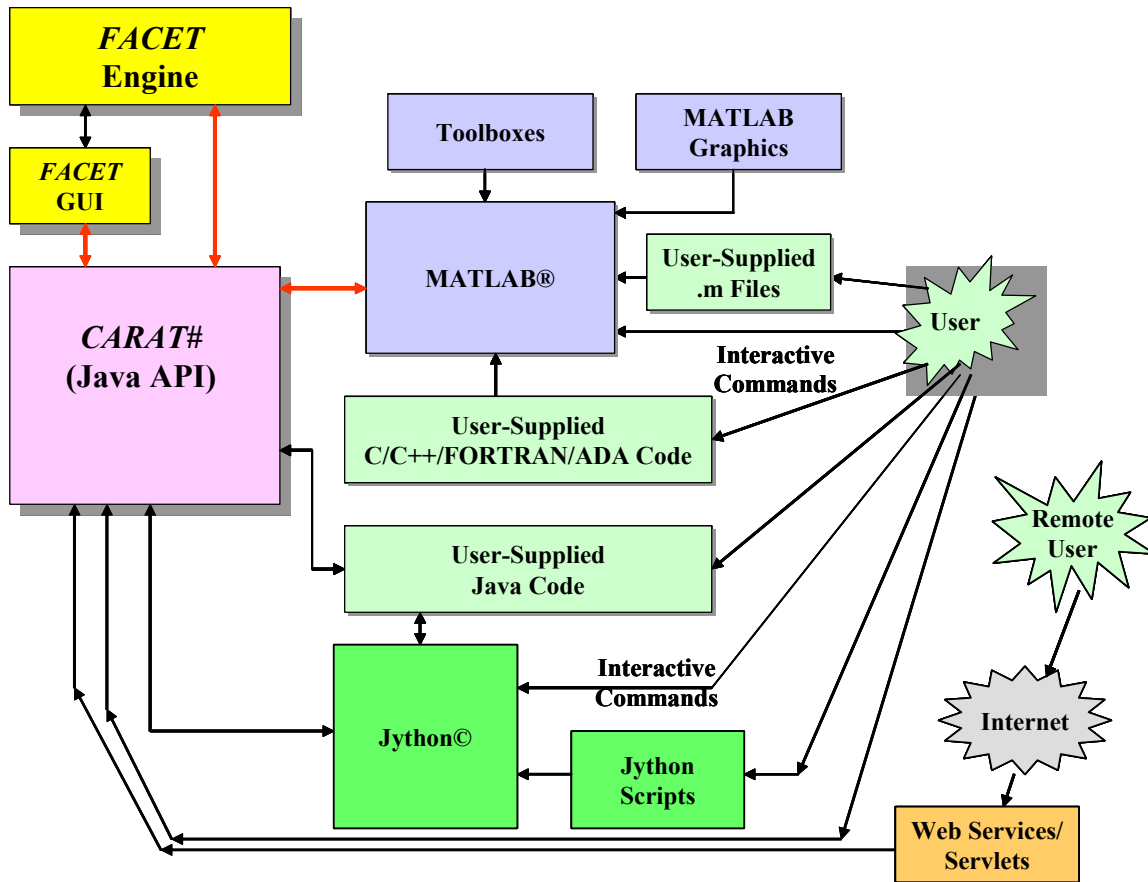 FACET
Engine
Toolboxes
MATLAB
Graphics
FACET
GUI
MATLAB®
User-Supplied
.m Files
User
CARAT#
(Java API)
Interactive
Commands
User-Supplied
C/C++/FORTRAN/ADA Code
Remote
User
User-Supplied
Java Code
Interactive
Commands
Internet
Jython©
Jython
Scripts
Web Services/
Servlets